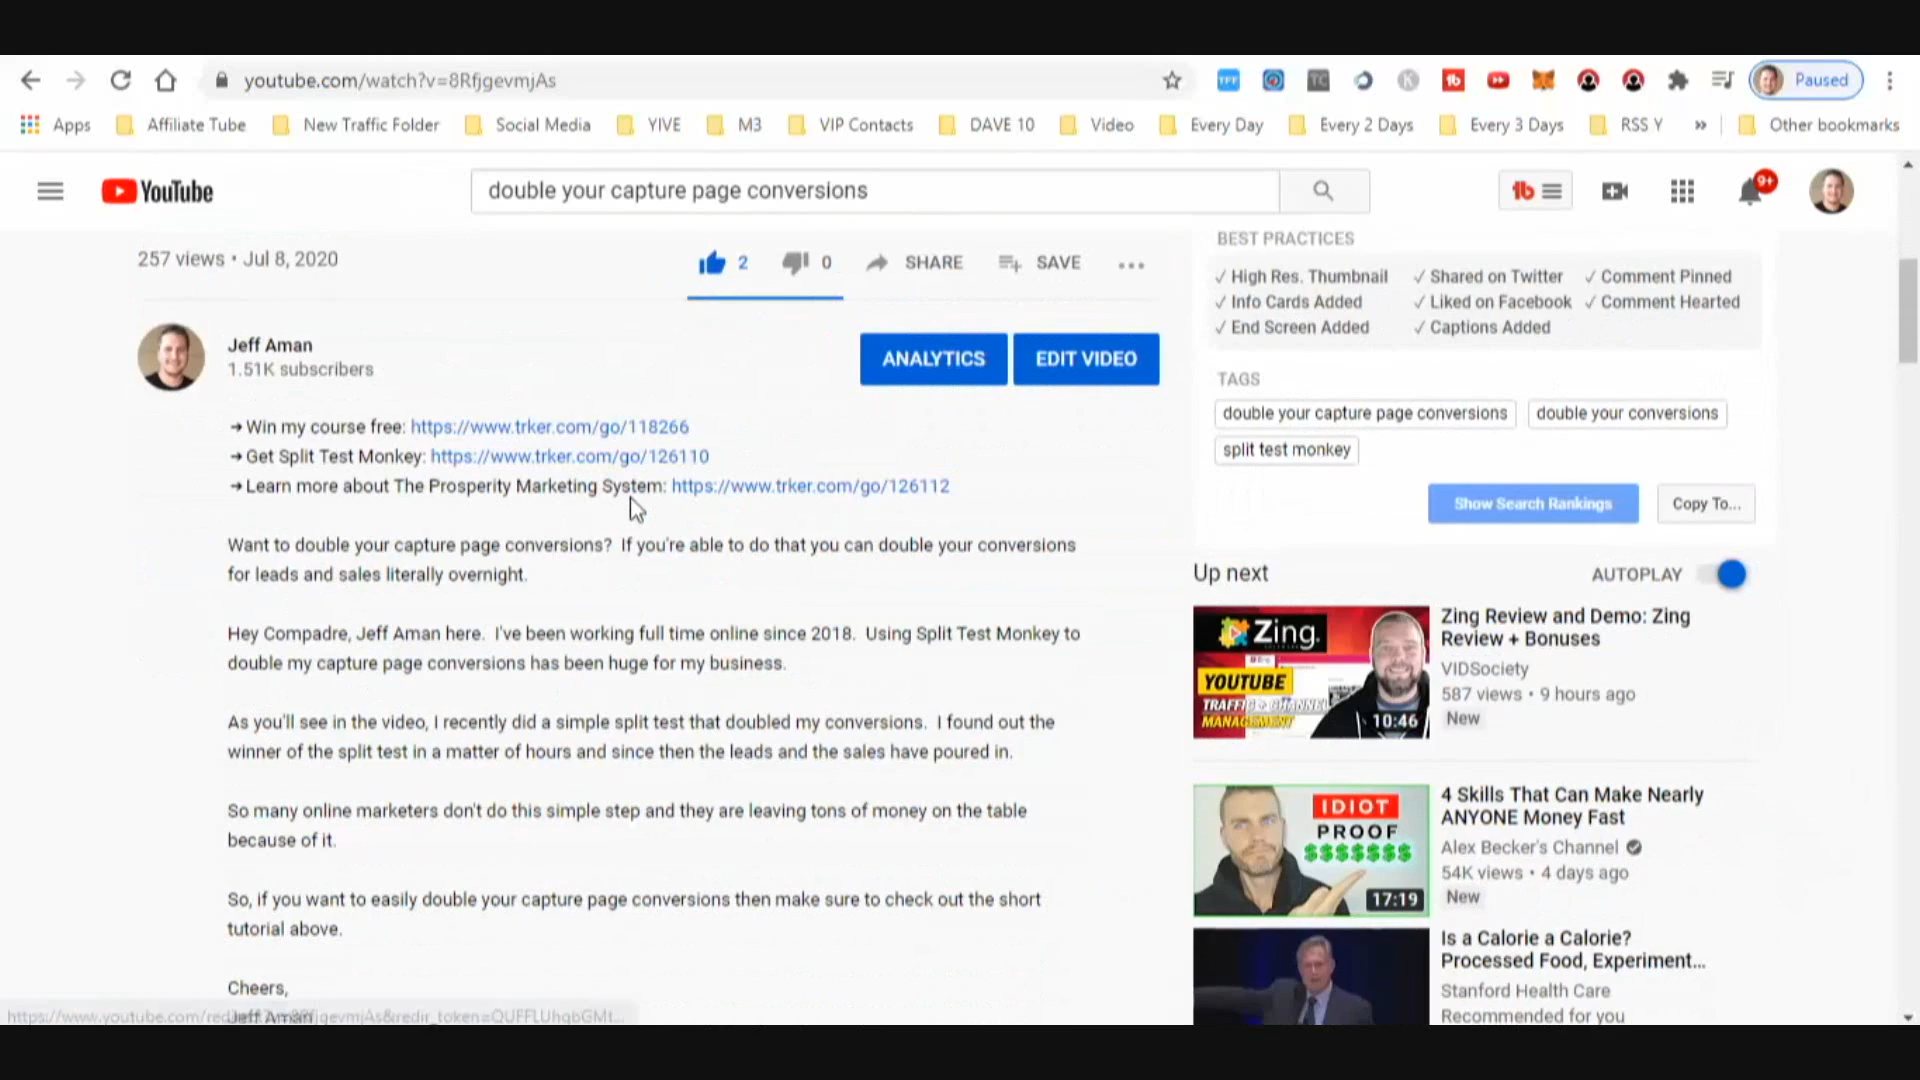 youtube.com/watch?v=8RfjgevmjAs
TFF
TC
K
Paused
Apps
Affiliate Tube
New Traffic Folder
Social Media
YIVE
M3
VIP Contacts
DAVE 10
Video
Every Day
Every 2 Days
Every 3 Days
RSS Y
»
Other bookmarks
YouTube
double your capture page conversions
9+
257 views • Jul 8, 2020
2
0
SHARE
SAVE
...
Jeff Aman
1.51K subscribers
ANALYTICS
EDIT VIDEO
➔ Win my course free: https://www.trker.com/go/118266
➔ Get Split Test Monkey: https://www.trker.com/go/126110
➔ Learn more about The Prosperity Marketing System: https://www.trker.com/go/126112
Want to double your capture page conversions?  If you're able to do that you can double your conversions
for leads and sales literally overnight.
Hey Compadre, Jeff Aman here.  I've been working full time online since 2018.  Using Split Test Monkey to
double my capture page conversions has been huge for my business.
As you'll see in the video, I recently did a simple split test that doubled my conversions.  I found out the
winner of the split test in a matter of hours and since then the leads and the sales have poured in.
So many online marketers don't do this simple step and they are leaving tons of money on the table
because of it.
So, if you want to easily double your capture page conversions then make sure to check out the short
tutorial above.
Cheers,
Jeff Aman
BEST PRACTICES
✓ High Res. Thumbnail
✓ Shared on Twitter
✓ Comment Pinned
✓ Info Cards Added
✓ Liked on Facebook
✓ Comment Hearted
✓ End Screen Added
✓ Captions Added
TAGS
double your capture page conversions
double your conversions
split test monkey
Show Search Rankings
Copy To...
Up next
AUTOPLAY
Zing.
YOUTUBE
TRAFFIC + CHANNEL
MANAGEMENT
10:46
Zing Review and Demo: Zing
Review + Bonuses
VIDSociety
587 views • 9 hours ago
New
IDIOT
PROOF
$$$$$$$
17:19
4 Skills That Can Make Nearly
ANYONE Money Fast
Alex Becker's Channel
54K views • 4 days ago
New
Is a Calorie a Calorie?
Processed Food, Experiment...
Stanford Health Care
Recommended for you